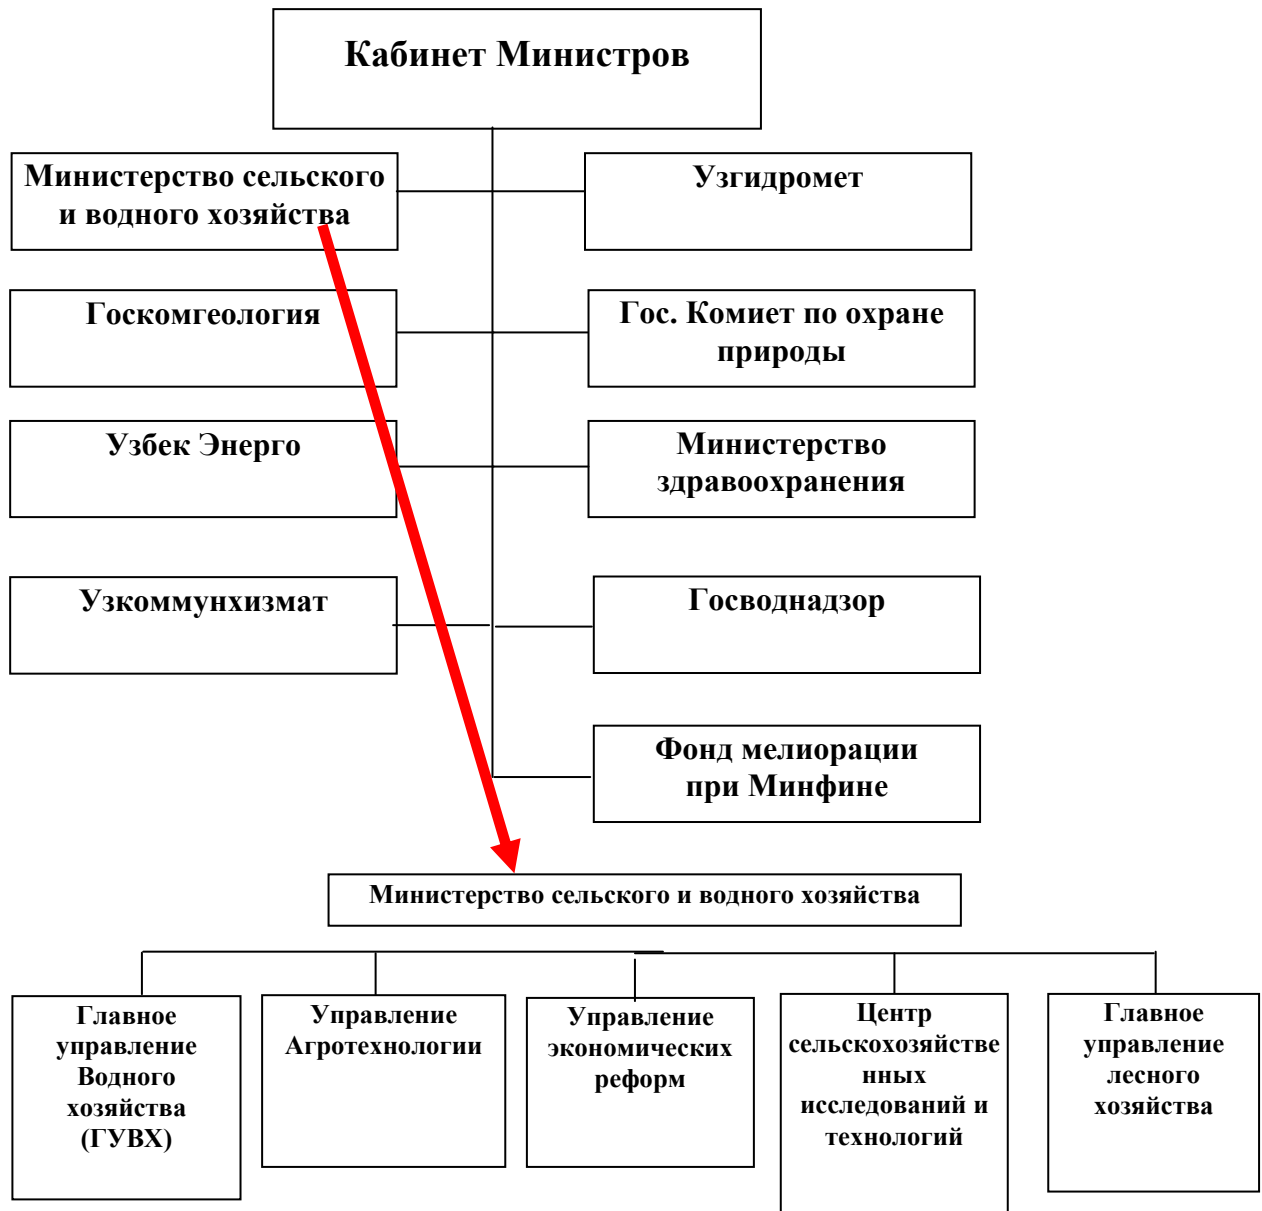 Кабинет Министров
Министерство сельского
и водного хозяйства
Узгидромет
Госкомгеология
Гос. Комиет по охране
природы
Узбек Энерго
Министерство
здравоохранения
Узкоммунхизмат
Госводнадзор
Фонд мелиорации
при Минфине
Министерство сельского и водного хозяйства
Главное
управление
Водного
хозяйства
(ГУВХ)
Управление
Агротехнологии
Управление
экономических
реформ
Центр
сельскохозяйстве
нных
исследований и
технологий
Главное
управление
лесного
хозяйства